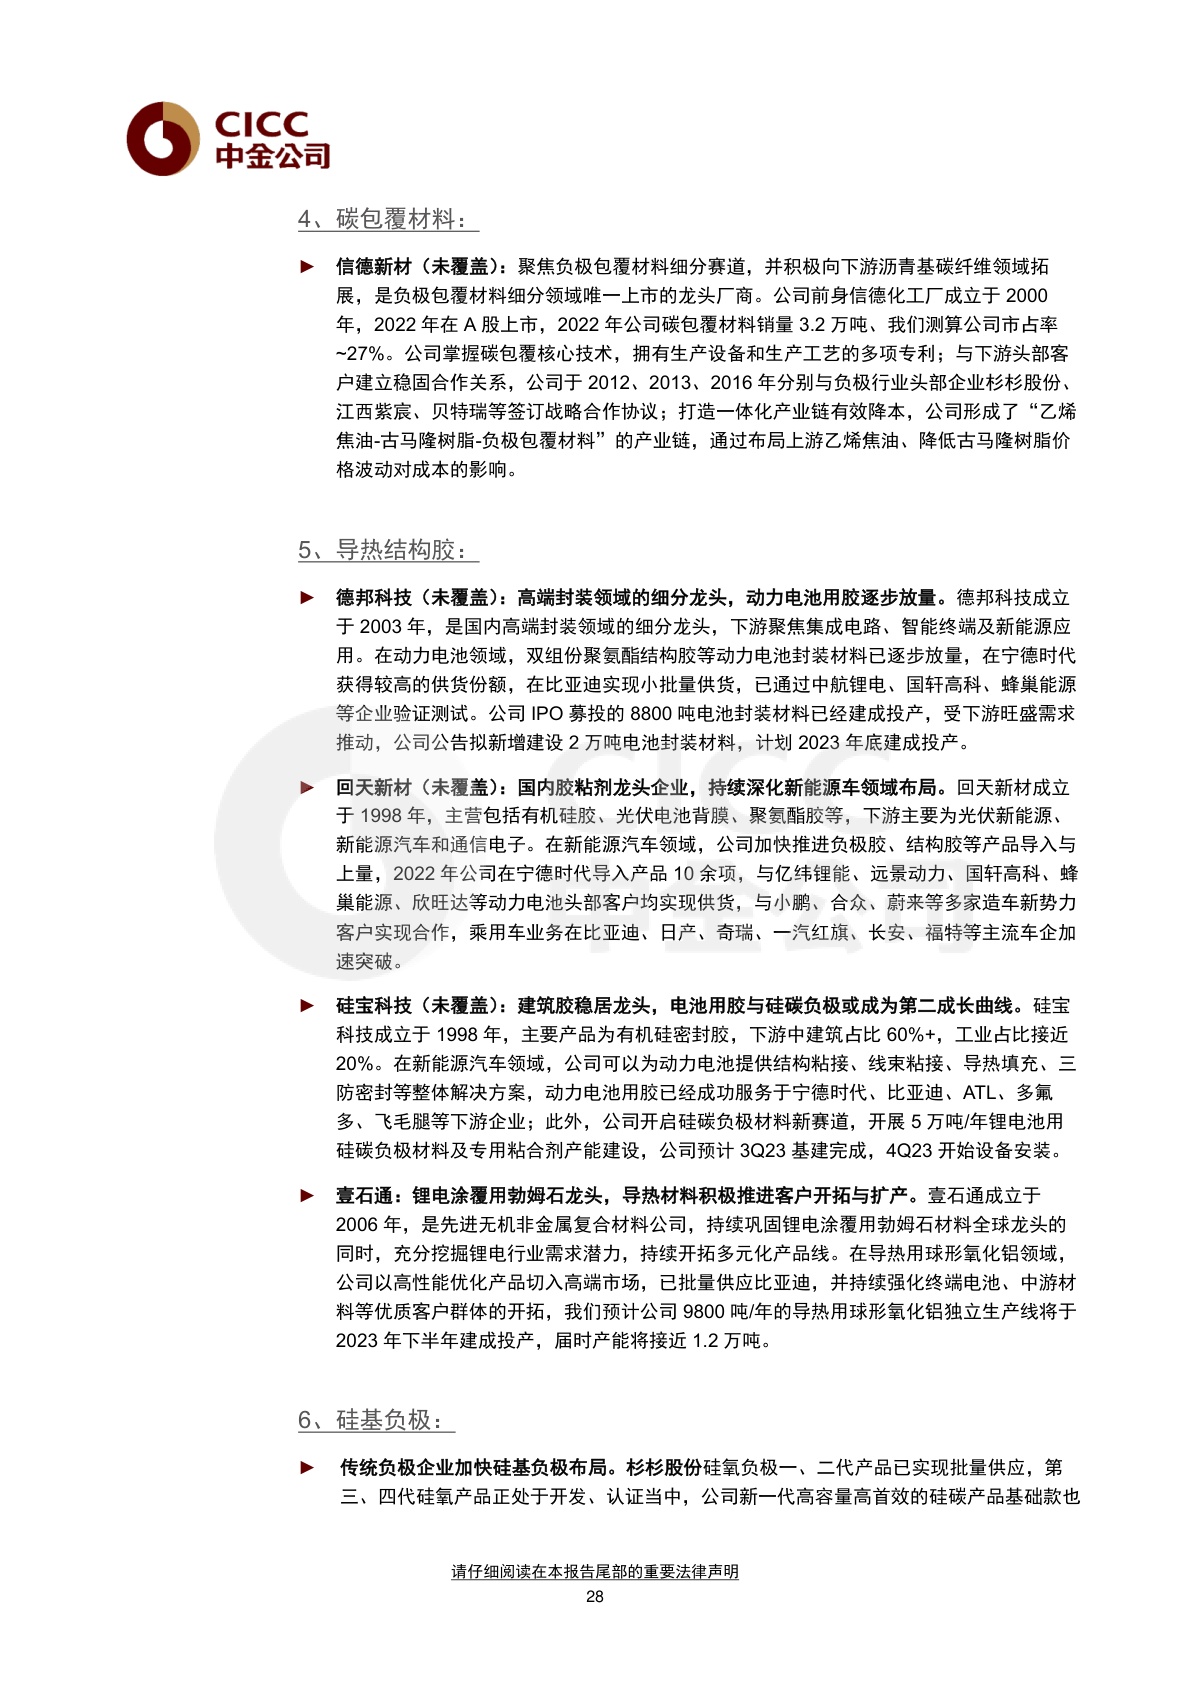 CICC
中金公司
4、碳包覆材料：
► 信德新材（未覆盖）：聚焦负极包覆材料细分赛道，并积极向下游沥青基碳纤维领域拓
展，是负极包覆材料细分领域唯一上市的龙头厂商。公司前身信德化工厂成立于 2000
年，2022 年在 A 股上市，2022 年公司碳包覆材料销量 3.2 万吨、我们测算公司市占率
~27%。公司掌握碳包覆核心技术，拥有生产设备和生产工艺的多项专利；与下游头部客
户建立稳固合作关系，公司于 2012、2013、2016 年分别与负极行业头部企业杉杉股份、
江西紫宸、贝特瑞等签订战略合作协议；打造一体化产业链有效降本，公司形成了“乙烯
焦油-古马隆树脂-负极包覆材料”的产业链，通过布局上游乙烯焦油、降低古马隆树脂价
格波动对成本的影响。
5、导热结构胶：
► 德邦科技（未覆盖）：高端封装领域的细分龙头，动力电池用胶逐步放量。德邦科技成立
于 2003 年，是国内高端封装领域的细分龙头，下游聚焦集成电路、智能终端及新能源应
用。在动力电池领域，双组份聚氨酯结构胶等动力电池封装材料已逐步放量，在宁德时代
获得较高的供货份额，在比亚迪实现小批量供货，已通过中航锂电、国轩高科、蜂巢能源
等企业验证测试。公司 IPO 募投的 8800 吨电池封装材料已经建成投产，受下游旺盛需求
推动，公司公告拟新增建设 2 万吨电池封装材料，计划 2023 年底建成投产。
► 回天新材（未覆盖）：国内胶粘剂龙头企业，持续深化新能源车领域布局。回天新材成立
于 1998 年，主营包括有机硅胶、光伏电池背膜、聚氨酯胶等，下游主要为光伏新能源、
新能源汽车和通信电子。在新能源汽车领域，公司加快推进负极胶、结构胶等产品导入与
上量，2022 年公司在宁德时代导入产品 10 余项，与亿纬锂能、远景动力、国轩高科、蜂
巢能源、欣旺达等动力电池头部客户均实现供货，与小鹏、合众、蔚来等多家造车新势力
客户实现合作，乘用车业务在比亚迪、日产、奇瑞、一汽红旗、长安、福特等主流车企加
速突破。
► 硅宝科技（未覆盖）：建筑胶稳居龙头，电池用胶与硅碳负极或成为第二成长曲线。硅宝
科技成立于 1998 年，主要产品为有机硅密封胶，下游中建筑占比 60%+，工业占比接近
20%。在新能源汽车领域，公司可以为动力电池提供结构粘接、线束粘接、导热填充、三
防密封等整体解决方案，动力电池用胶已经成功服务于宁德时代、比亚迪、ATL、多氟
多、飞毛腿等下游企业；此外，公司开启硅碳负极材料新赛道，开展 5 万吨/年锂电池用
硅碳负极材料及专用粘合剂产能建设，公司预计 3Q23 基建完成，4Q23 开始设备安装。
► 壹石通：锂电涂覆用勃姆石龙头，导热材料积极推进客户开拓与扩产。壹石通成立于
2006 年，是先进无机非金属复合材料公司，持续巩固锂电涂覆用勃姆石材料全球龙头的
同时，充分挖掘锂电行业需求潜力，持续开拓多元化产品线。在导热用球形氧化铝领域，
公司以高性能优化产品切入高端市场，已批量供应比亚迪，并持续强化终端电池、中游材
料等优质客户群体的开拓，我们预计公司 9800 吨/年的导热用球形氧化铝独立生产线将于
2023 年下半年建成投产，届时产能将接近 1.2 万吨。
6、硅基负极：
► 传统负极企业加快硅基负极布局。杉杉股份硅氧负极一、二代产品已实现批量供应，第
三、四代硅氧产品正处于开发、认证当中，公司新一代高容量高首效的硅碳产品基础款也
请仔细阅读在本报告尾部的重要法律声明
28
CICC
中金公司